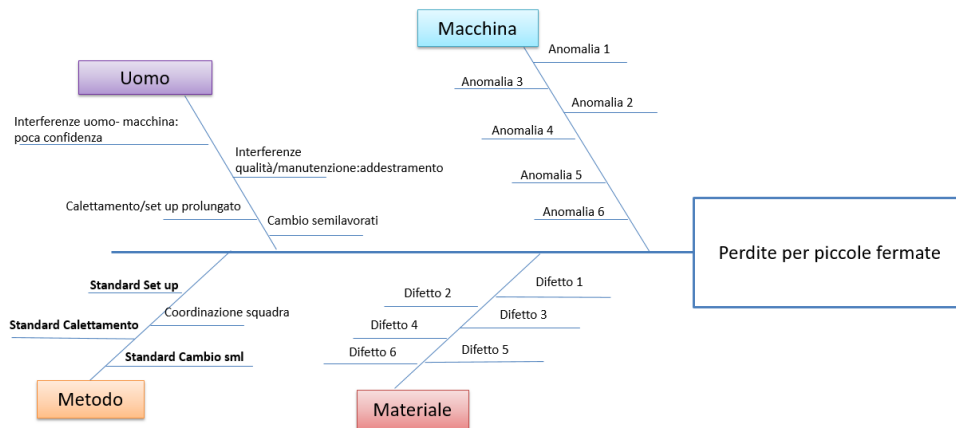 Macchina
Anomalia 1
Anomalia 3
Anomalia 2
Anomalia 4
Anomalia 5
Anomalia 6
Uomo
Interferenze uomo- macchina:
poca confidenza
Interferenze
qualità/manutenzione:addestramento
Calettamento/set up prolungato
Cambio semilavorati
Perdite per piccole fermate
Standard Set up
Coordinazione squadra
Standard Calettamento
Standard Cambio sml
Metodo
Difetto 1
Difetto 2
Difetto 3
Difetto 4
Difetto 5
Difetto 6
Materiale